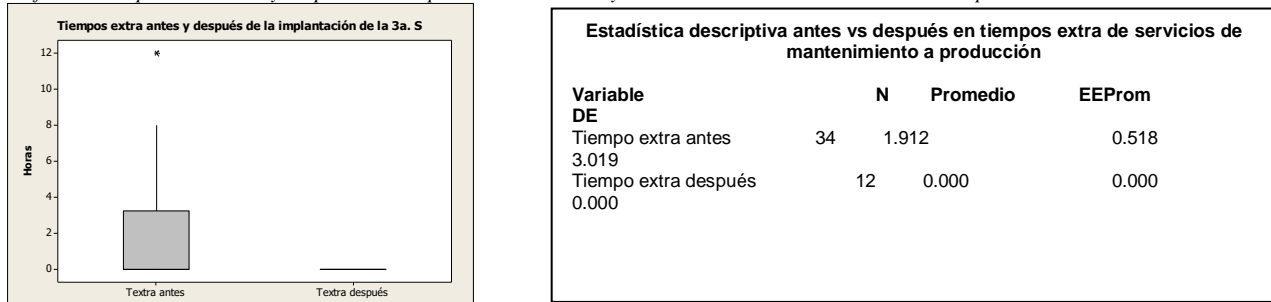 Tiempos extra antes y después de la implantación de la 3a. S
12
10
8
6
4
2
0
Horas
Textra antes Textra después
Estadística descriptiva antes vs después en tiempos extra de servicios de
mantenimiento a producción
Variable N Promedio EEProm
DE
Tiempo extra antes 34 1.912 0.518
3.019
Tiempo extra después 12 0.000 0.000
0.000